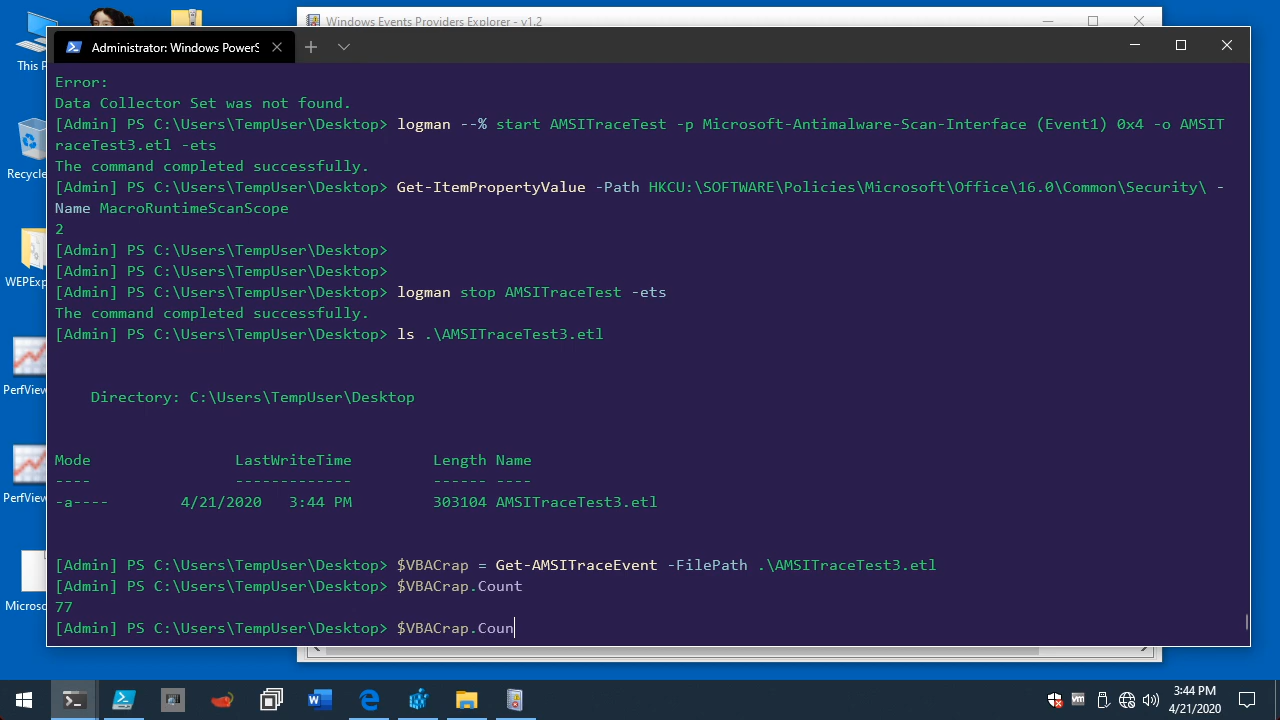 Windows Events Providers Explorer - v1.2
Administrator: Windows PowerS
This P
Recycle
WEPExp
PerfView
PerfView
Microso
Error:
Data Collector Set was not found.
[Admin] PS C:\Users\TempUser\Desktop> logman --% start AMSITraceTest -p Microsoft-Antimalware-Scan-Interface (Event1) 0x4 -o AMSIT
raceTest3.etl -ets
The command completed successfully.
[Admin] PS C:\Users\TempUser\Desktop> Get-ItemPropertyValue -Path HKCU:\SOFTWARE\Policies\Microsoft\Office\16.0\Common\Security\ -
Name MacroRuntimeScanScope
2
[Admin] PS C:\Users\TempUser\Desktop>
[Admin] PS C:\Users\TempUser\Desktop>
[Admin] PS C:\Users\TempUser\Desktop> logman stop AMSITraceTest -ets
The command completed successfully.
[Admin] PS C:\Users\TempUser\Desktop> ls .\AMSITraceTest3.etl
Directory: C:\Users\TempUser\Desktop
Mode LastWriteTime Length Name
---- ------------- ------ ----
-a---- 4/21/2020 3:44 PM 303104 AMSITraceTest3.etl
[Admin] PS C:\Users\TempUser\Desktop> $VBACrap = Get-AMSITraceEvent -FilePath .\AMSITraceTest3.etl
[Admin] PS C:\Users\TempUser\Desktop> $VBACrap.Count
77
[Admin] PS C:\Users\TempUser\Desktop> $VBACrap.Coun
3:44 PM
4/21/2020